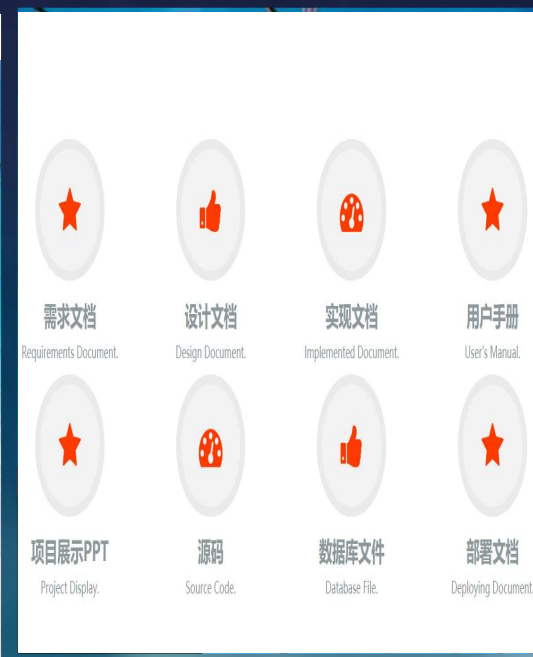 需求文档
Requirements Document.
设计文档
Design Document.
实现文档
Implemented Document.
用户手册
User's Manual.
项目展示PPT
Project Display.
源码
Source Code.
数据库文件
Database File.
部署文档
Deploying Document.